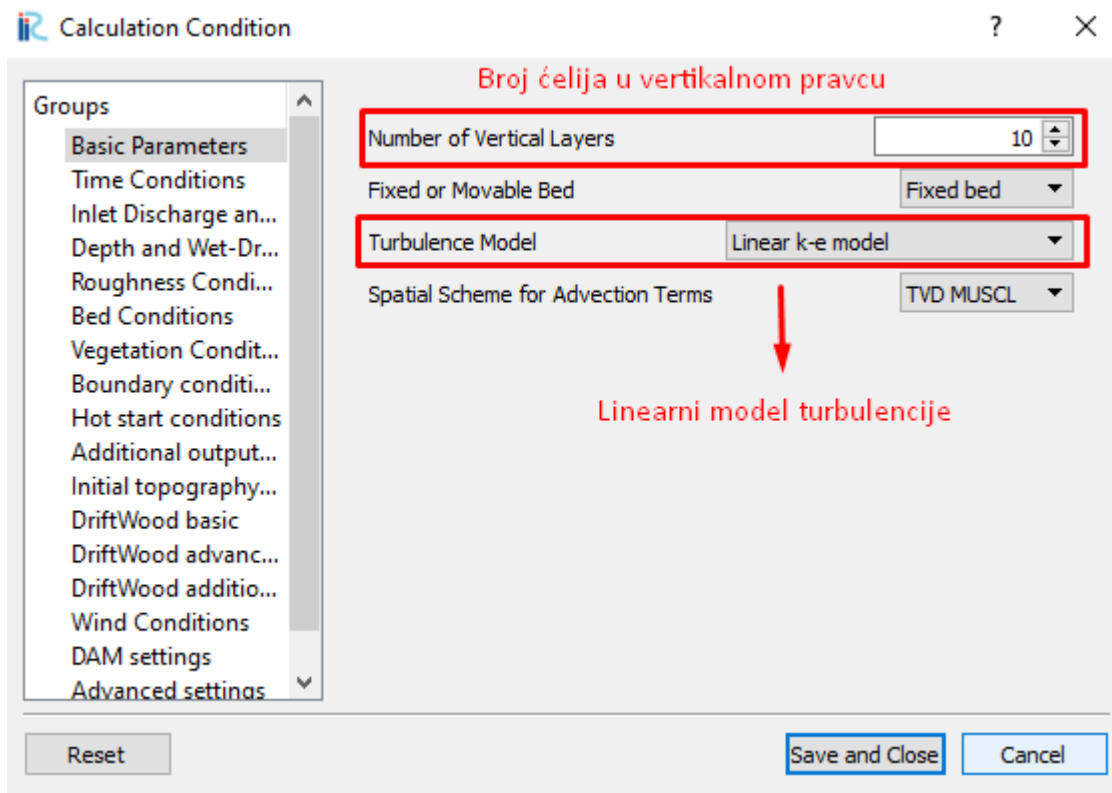 iRC Calculation Condition ? ×
Groups
Basic Parameters
Time Conditions
Inlet Discharge an...
Depth and Wet-Dr...
Roughness Condi...
Bed Conditions
Vegetation Condit...
Boundary conditi...
Hot start conditions
Additional output...
Initial topography...
DriftWood basic
DriftWood advanc...
DriftWood additio...
Wind Conditions
DAM settings
Advanced settings
Broj ćelija u vertikalnom pravcu
Number of Vertical Layers 10
Fixed or Movable Bed Fixed bed
Turbulence Model Linear k-e model
Spatial Scheme for Advection Terms TVD MUSCL
Linearni model turbulencije
Reset Save and Close Cancel